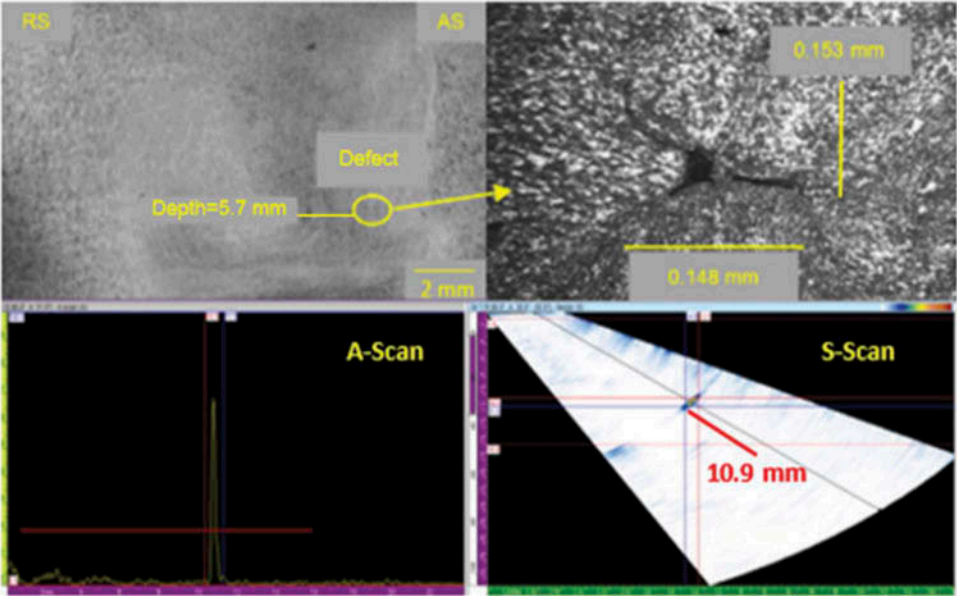 RS
AS
Defect
Depth=5.7 mm
2 mm
0.153 mm
0.148 mm
A-Scan
S-Scan
10.9 mm